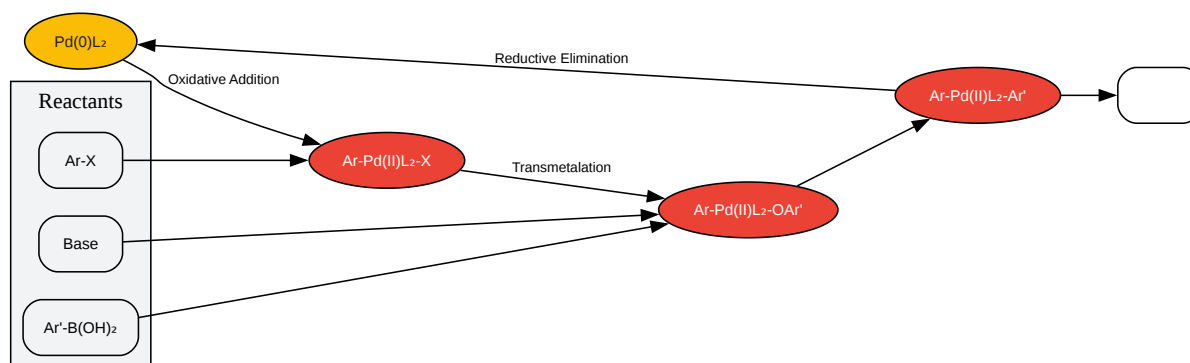 Pd(0)L₂
Reductive Elimination
Oxidative Addition
Reactants
Ar-Pd(II)L₂-Ar'
Ar-X
Ar-Pd(II)L₂-X
Transmetalation
Ar-Pd(II)L₂-OAr'
Base
Ar'-B(OH)₂